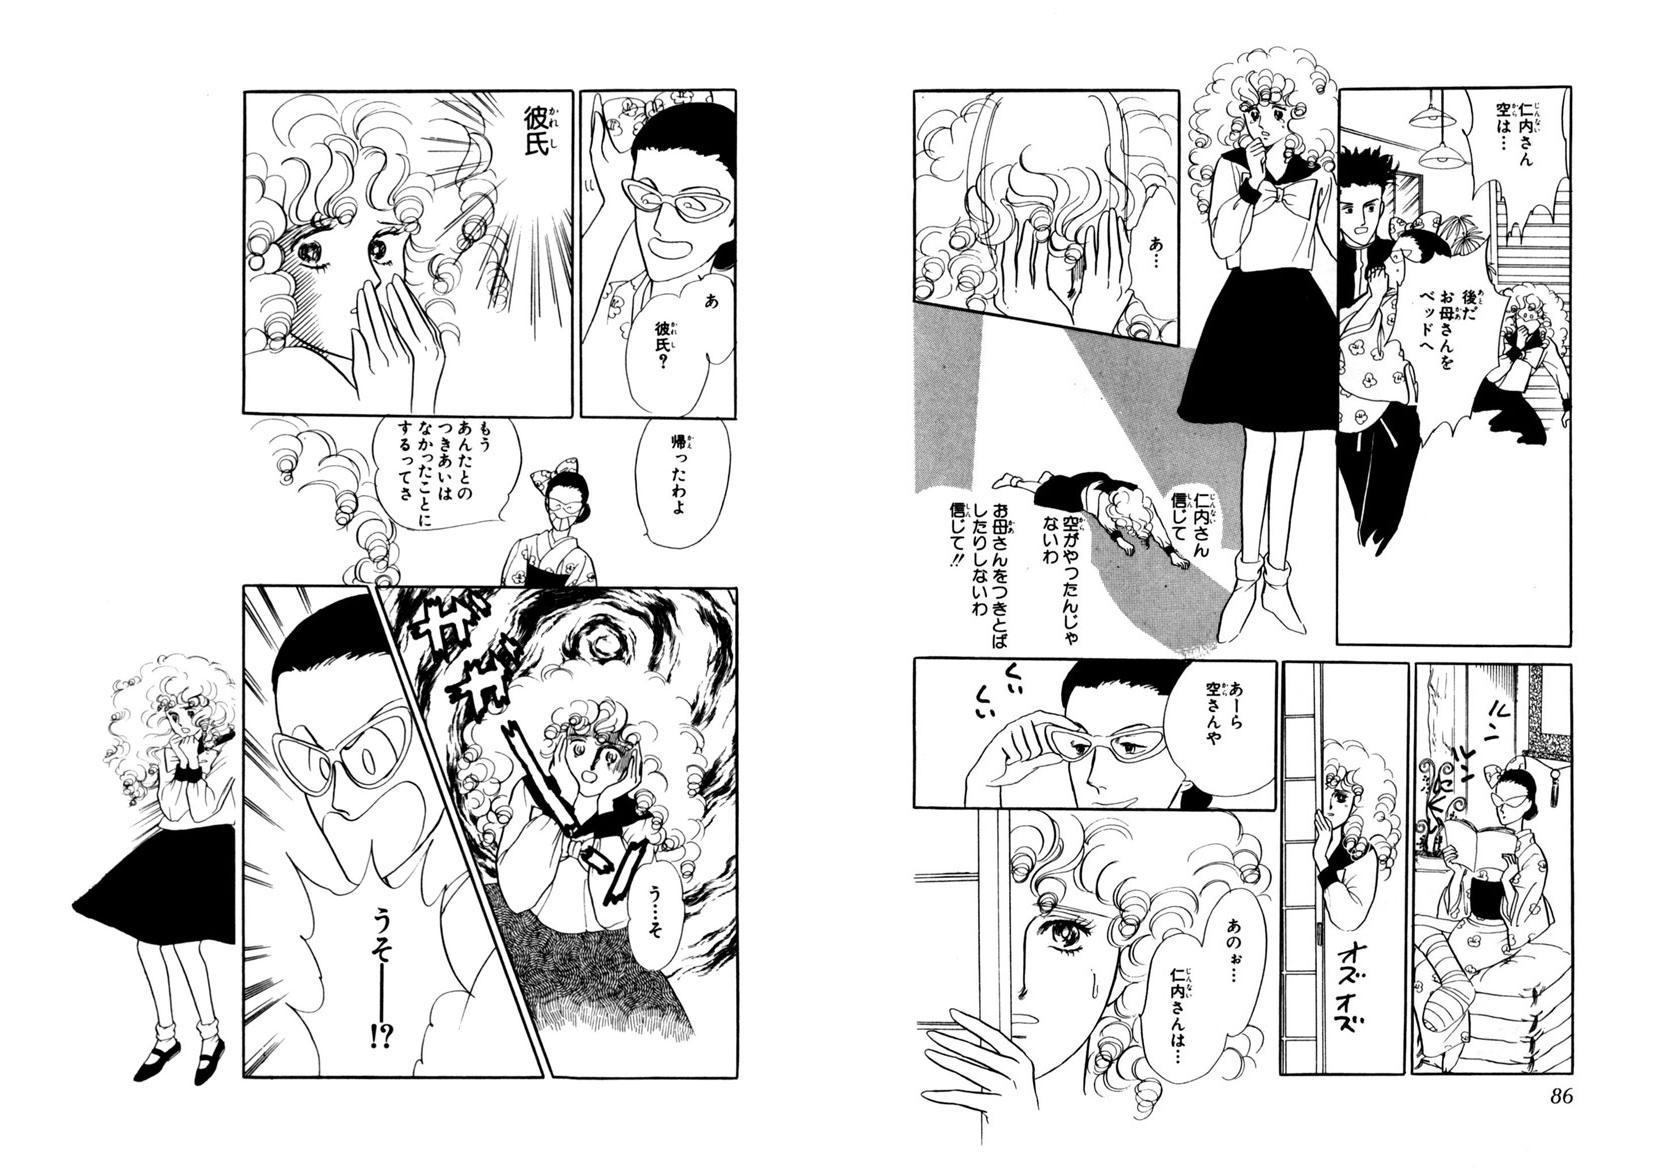 仁内さん
空は…
後だ
お母さんを
ベッドへ
あ…
仁内さん
信じて
空がやったんじゃ
ないわ
お母さんをつきとば
したりしないわ
信じて!!
ルン
ルン
にくい
オズオズ
あーら
空さんや
くい
くい
あのぉ…
仁内さんは…
86
あ
彼氏?
彼氏
帰ったわよ
もう
あんたとの
つきあいは
なかったことに
するってさ
ガガーン
う…そ
うそ――!?